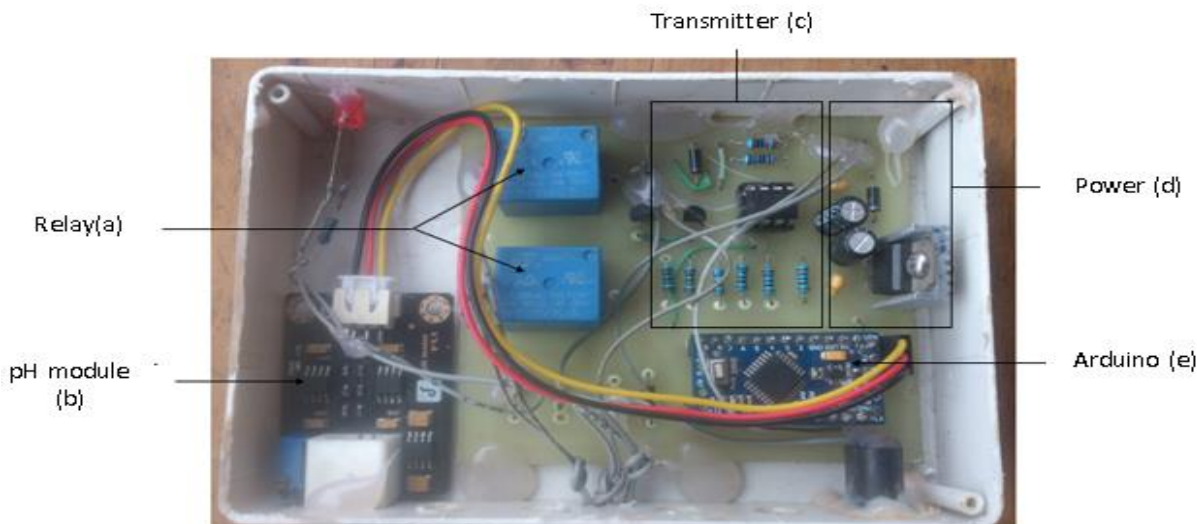 Transmitter (c)
Relay(a)
Power (d)
pH module
(b)
Arduino (e)